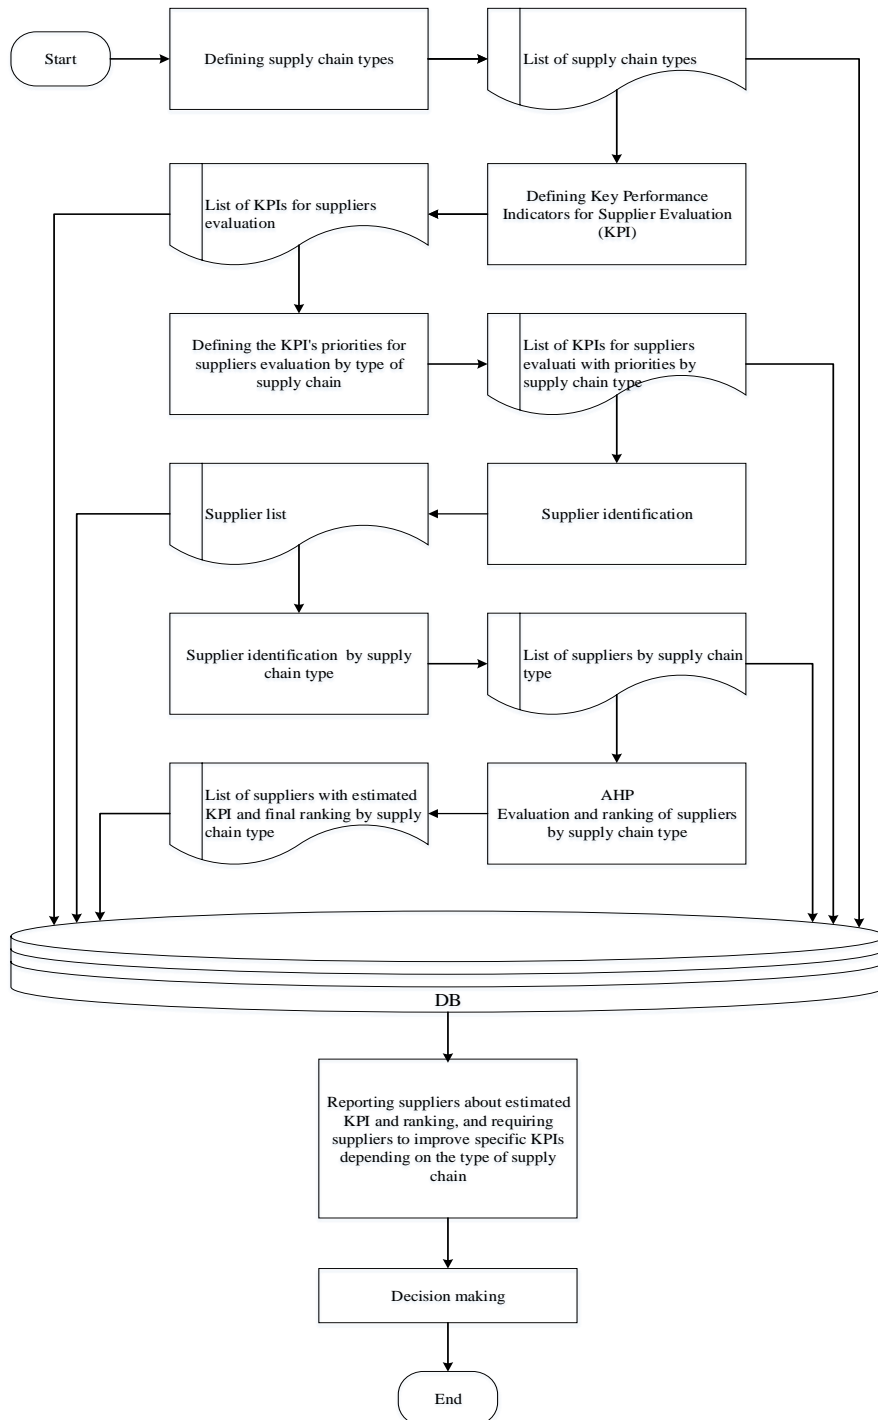 Start
Defining supply chain types
List of supply chain types
Defining Key Performance
Indicators for Supplier Evaluation
(KPI)
List of KPIs for suppliers
evaluation
Defining the KPI's priorities for
suppliers evaluation by type of
supply chain
List of KPIs for suppliers
evaluati with priorities by
supply chain type
Supplier identification
Supplier list
Supplier identification by supply
chain type
List of suppliers by supply chain
type
AHP
Evaluation and ranking of suppliers
by supply chain type
List of suppliers with estimated
KPI and final ranking by supply
chain type
DB
Reporting suppliers about estimated
KPI and ranking, and requiring
suppliers to improve specific KPIs
depending on the type of supply
chain
Decision making
End